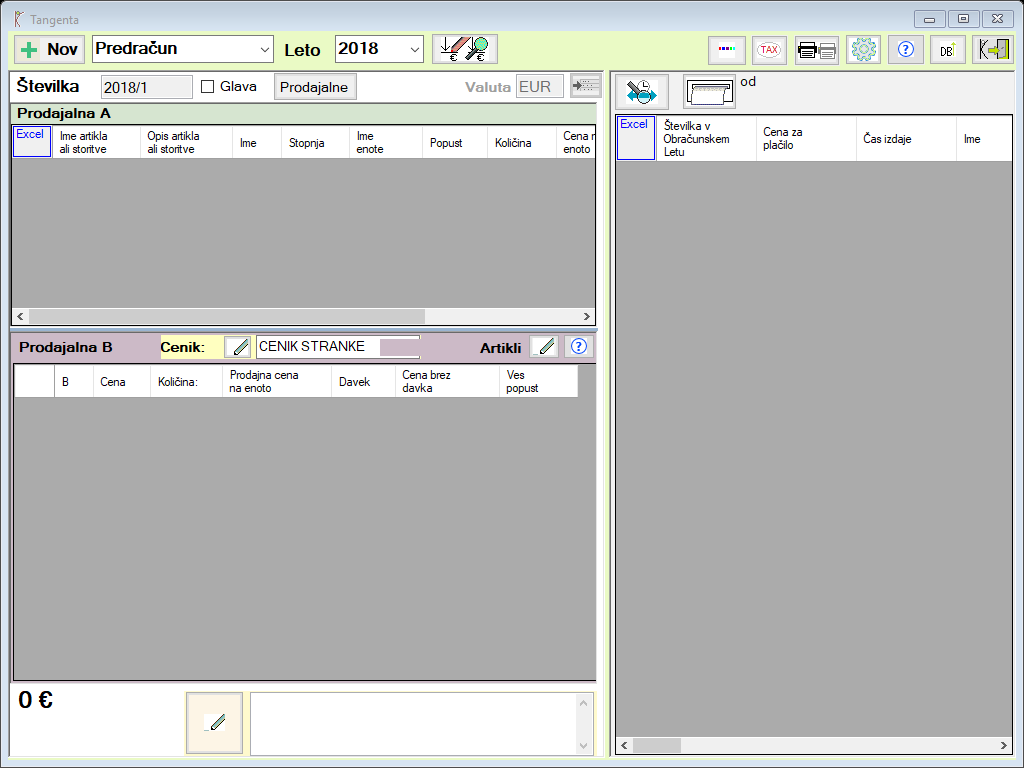 Tangenta
Nov
Predračun
Leto
2018
TAX
?
DB
Številka
2018/1
Glava
Prodajalne
Valuta
EUR
Prodajalna A
Excel
Ime artikla
ali storitve
Opis artikla
ali storitve
Ime
Stopnja
Ime
enote
Popust
Količina
Cena n
enoto
Prodajalna B
Cenik:
CENIK STRANKE
Artikli
?
B
Cena
Količina:
Prodajna cena
na enoto
Davek
Cena brez
davka
Ves
popust
0 €
od
Excel
Številka v
Obračunskem
Letu
Cena za
plačilo
Čas izdaje
Ime